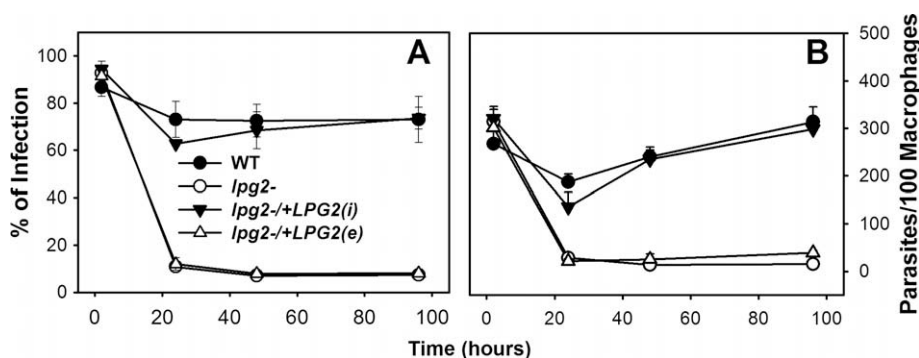 A
B
% of Infection
100
80
60
40
20
0
WT
lpg2-
lpg2-/+LPG2(i)
lpg2-/+LPG2(e)
0 20 40 60 80 100
0 20 40 60 80 100
Time (hours)
500
400
300
200
100
0
Parasites/100 Macrophages